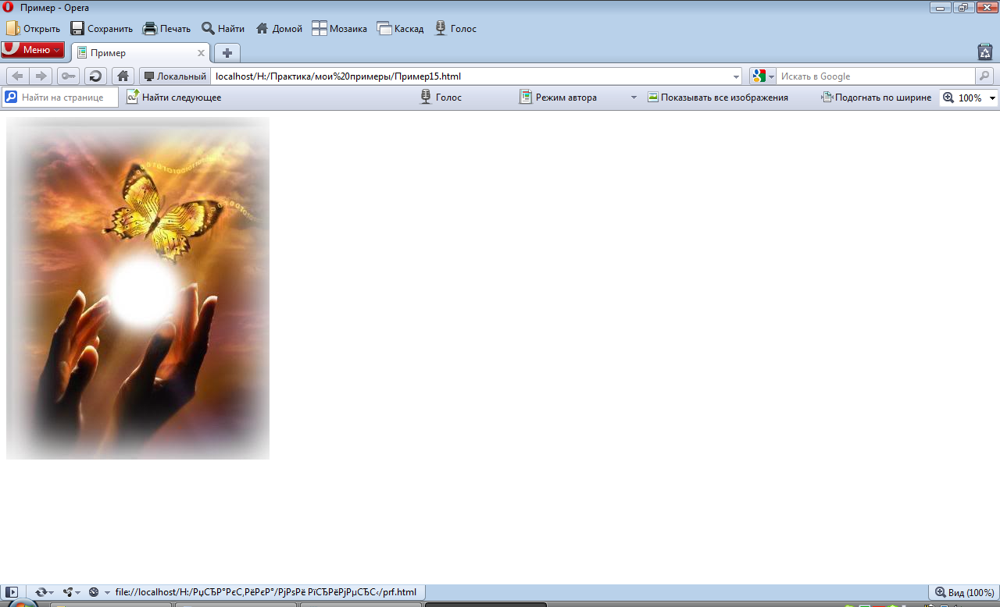 Пример - Opera
Открыть Сохранить Печать Найти Домой Мозаика Каскад Голос
Меню Пример
Локальный localhost/H:/Практика/мои%20примеры/Пример15.html Искать в Google
Найти на странице Найти следующее Голос Режим автора Показывать все изображения Подогнать по ширине 100%
file://localhost/H:/РџСЂР°РєС‚РёРєР°/РјРѕРё РїСЂРёРјРµСЂС‹/prf.html Вид (100%)